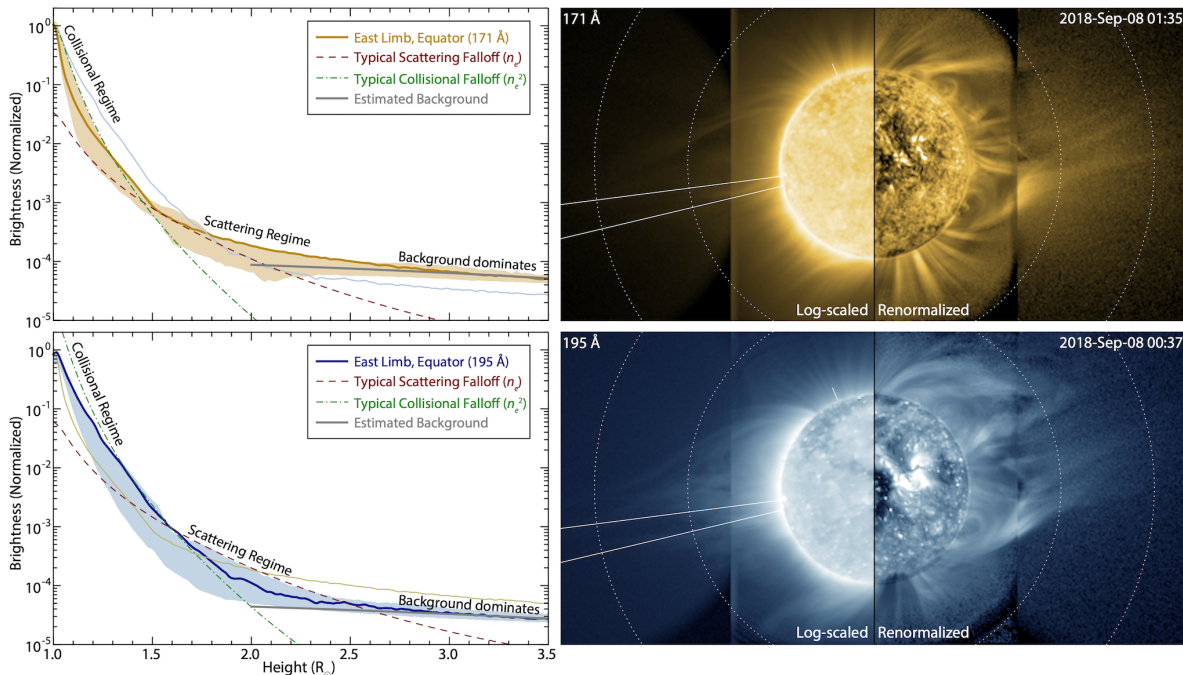 Brightness (Normalized)
10⁰
10⁻¹
10⁻²
10⁻³
10⁻⁴
10⁻⁵
Collisional Regime
Scattering Regime
Background dominates
East Limb, Equator (171 Å)
Typical Scattering Falloff (nₑ)
Typical Collisional Falloff (nₑ²)
Estimated Background
171 Å
2018-Sep-08 01:35
Log-scaled
Renormalized
Brightness (Normalized)
10⁰
10⁻¹
10⁻²
10⁻³
10⁻⁴
10⁻⁵
Collisional Regime
Scattering Regime
Background dominates
East Limb, Equator (195 Å)
Typical Scattering Falloff (nₑ)
Typical Collisional Falloff (nₑ²)
Estimated Background
1.0 1.5 2.0 2.5 3.0 3.5
Height (R☉)
195 Å
2018-Sep-08 00:37
Log-scaled
Renormalized